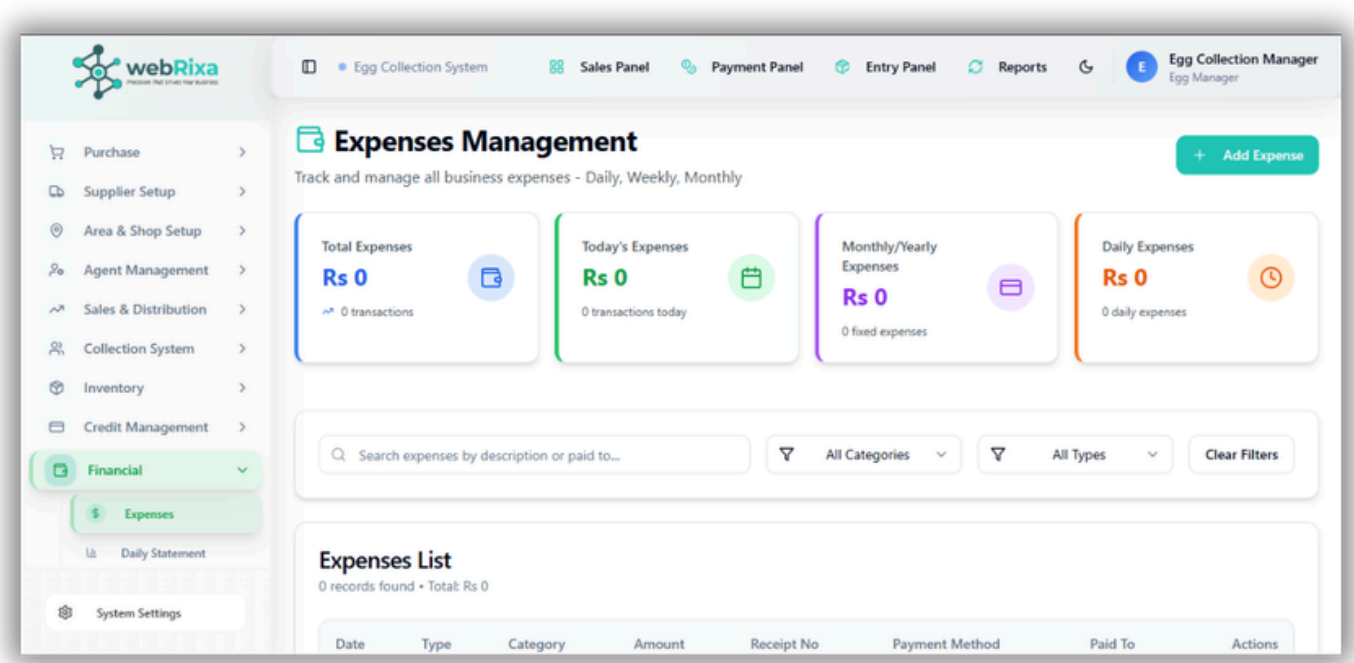 webRixa
Precision That Drives Your Business
Purchase
Supplier Setup
Area & Shop Setup
Agent Management
Sales & Distribution
Collection System
Inventory
Credit Management
Financial
$ Expenses
Daily Statement
System Settings
Egg Collection System
Sales Panel
Payment Panel
Entry Panel
Reports
E
Egg Collection Manager
Egg Manager
Expenses Management
Track and manage all business expenses - Daily, Weekly, Monthly
+ Add Expense
Total Expenses
Rs 0
0 transactions
Today's Expenses
Rs 0
0 transactions today
Monthly/Yearly
Expenses
Rs 0
0 fixed expenses
Daily Expenses
Rs 0
0 daily expenses
Search expenses by description or paid to...
All Categories
All Types
Clear Filters
Expenses List
0 records found • Total: Rs 0
Date Type Category Amount Receipt No Payment Method Paid To Actions